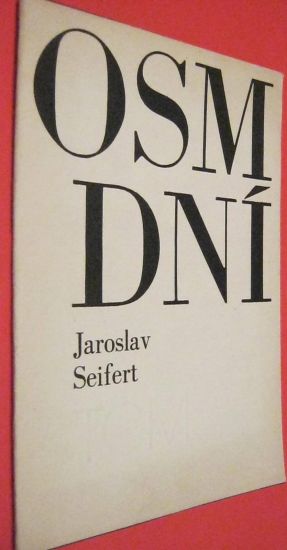 OSM
DNÍ
Jaroslav
Seifert